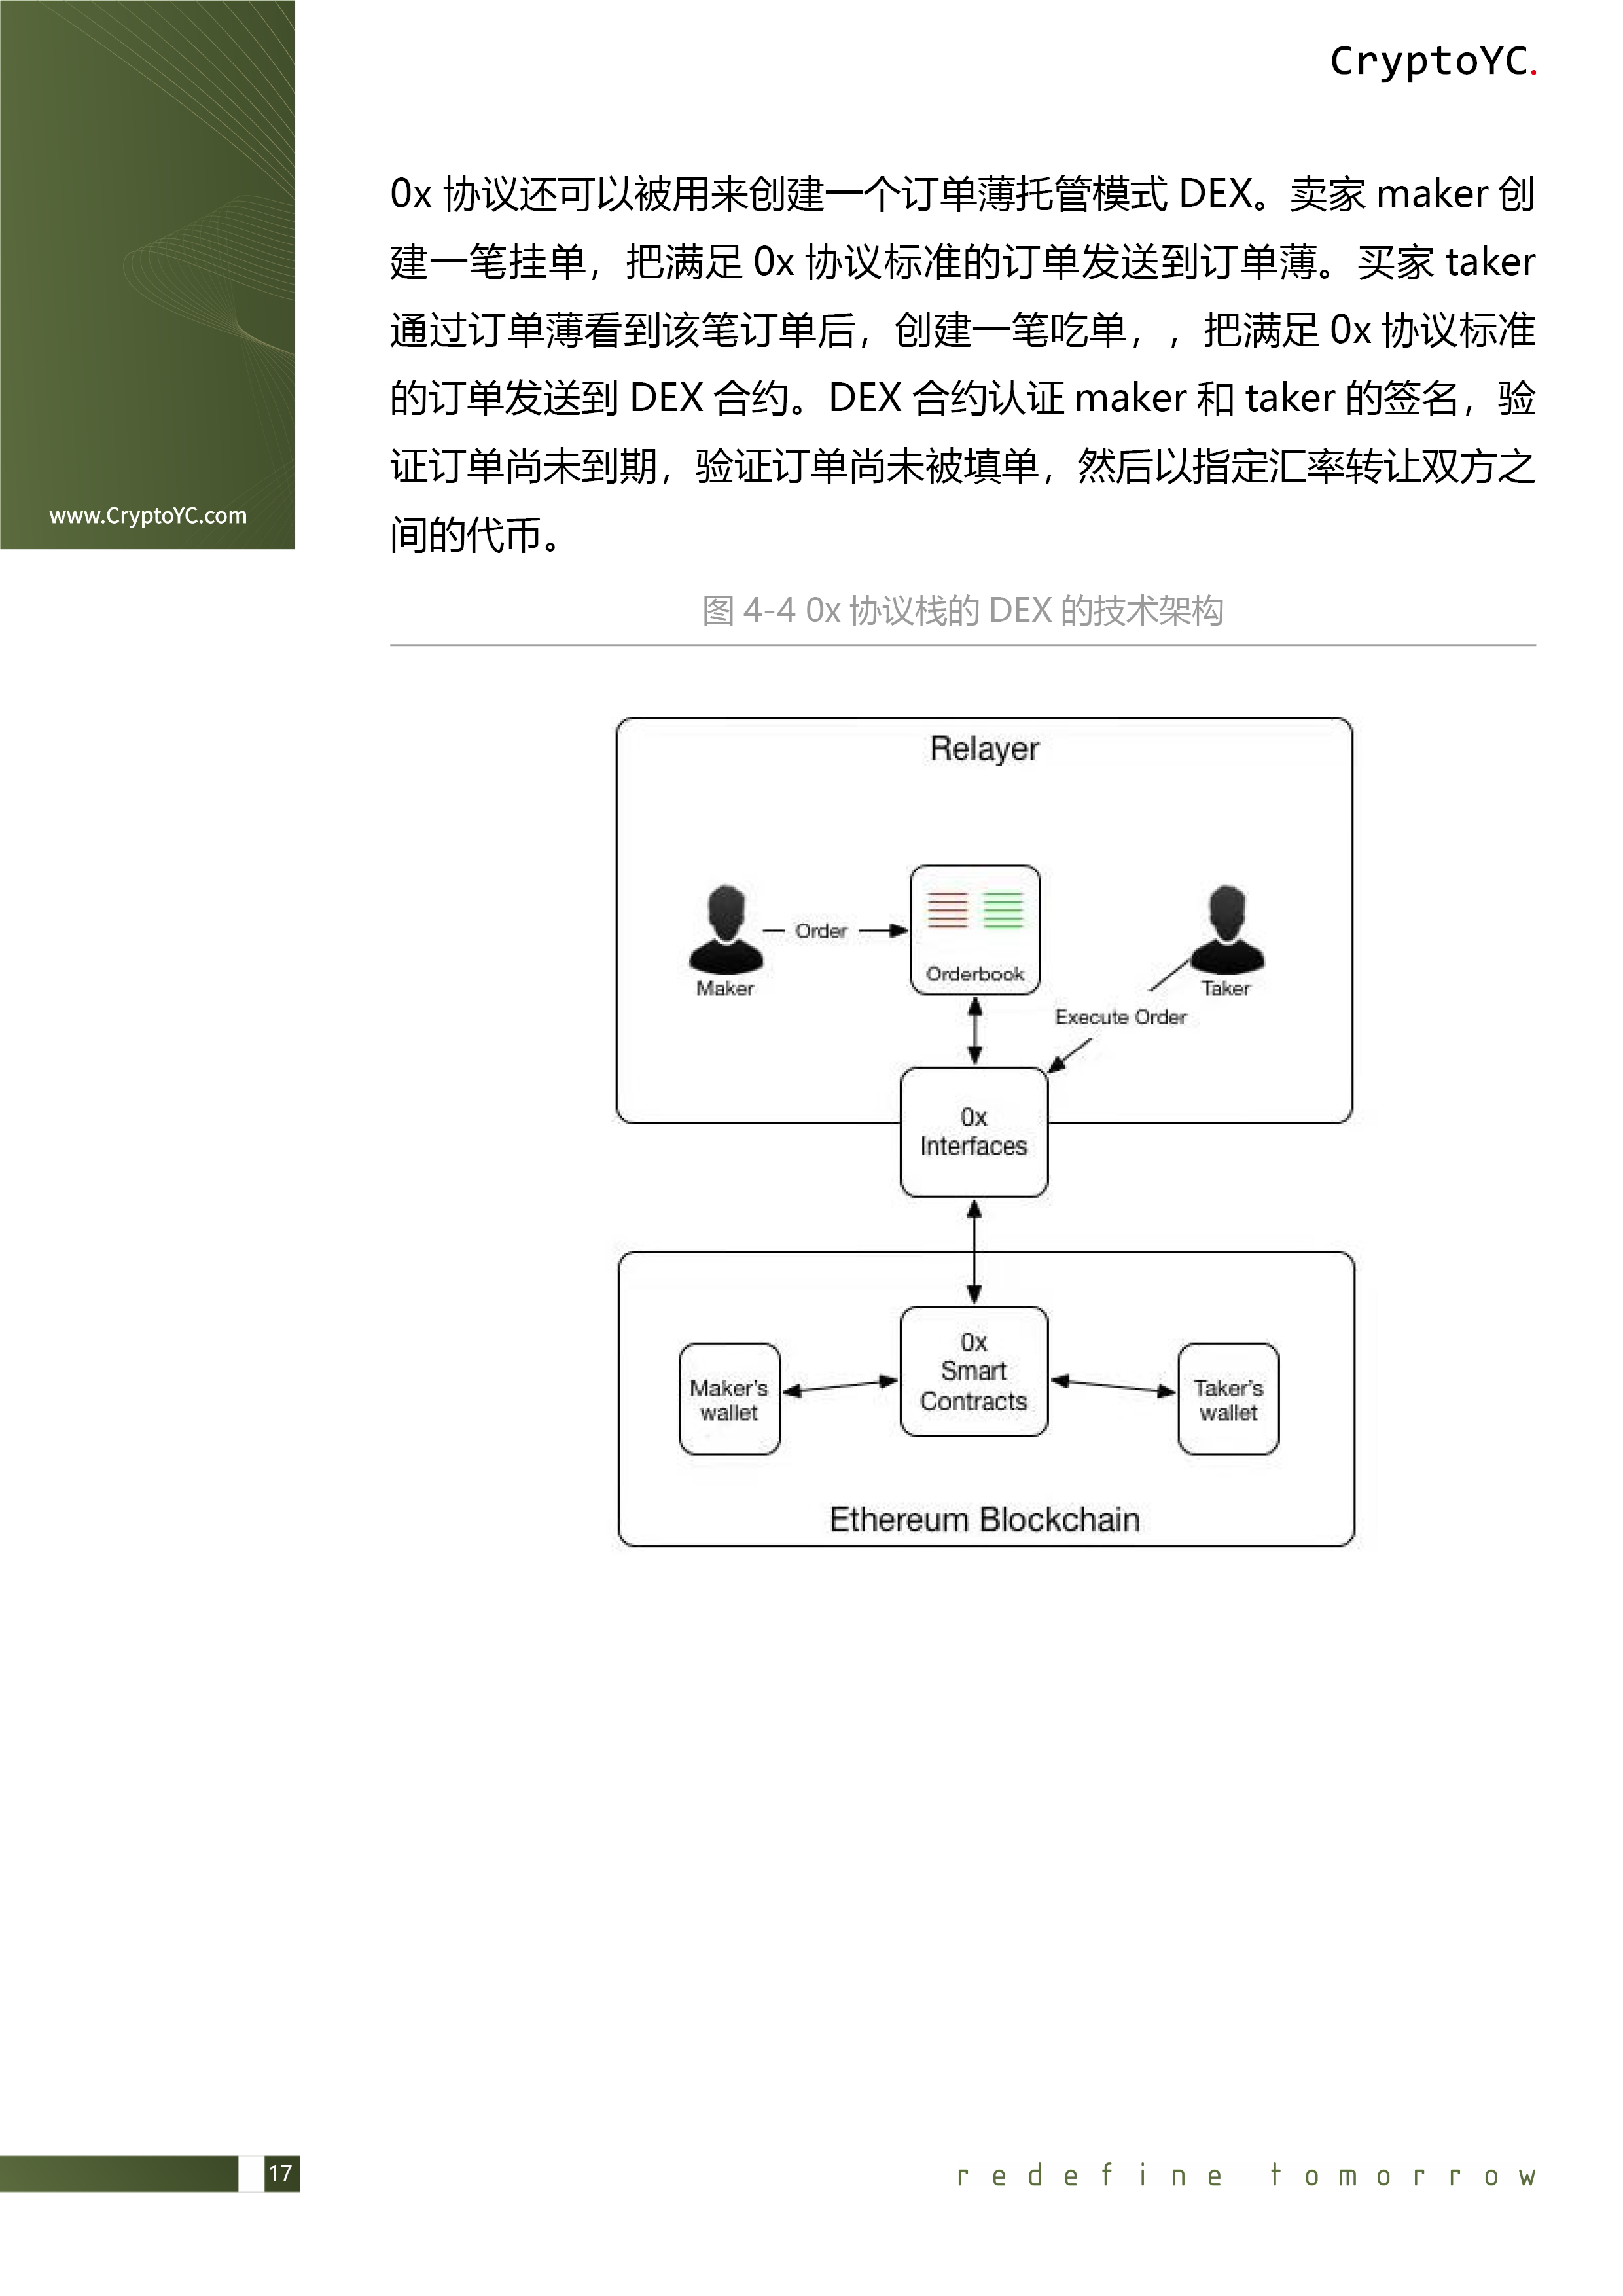 CryptoYC.
www.CryptoYC.com
0x 协议还可以被用来创建一个订单薄托管模式 DEX。卖家 maker 创
建一笔挂单，把满足 0x 协议标准的订单发送到订单薄。买家 taker
通过订单薄看到该笔订单后，创建一笔吃单，，把满足 0x 协议标准
的订单发送到 DEX 合约。DEX 合约认证 maker 和 taker 的签名，验
证订单尚未到期，验证订单尚未被填单，然后以指定汇率转让双方之
间的代币。
图 4-4 0x 协议栈的 DEX 的技术架构
Relayer
Order
Orderbook
Maker
Taker
Execute Order
0x
Interfaces
0x
Smart
Contracts
Maker's
wallet
Taker's
wallet
Ethereum Blockchain
17
redefine tomorrow